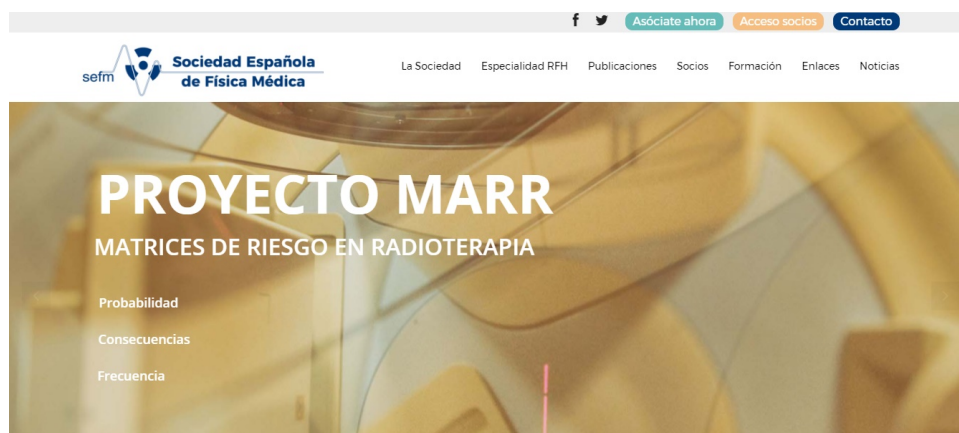 Asóciate ahora Acceso socios Contacto
sefm
Sociedad Española
de Física Médica
La Sociedad Especialidad RFH Publicaciones Socios Formación Enlaces Noticias
PROYECTO MARR
MATRICES DE RIESGO EN RADIOTERAPIA
Probabilidad
Consecuencias
Frecuencia